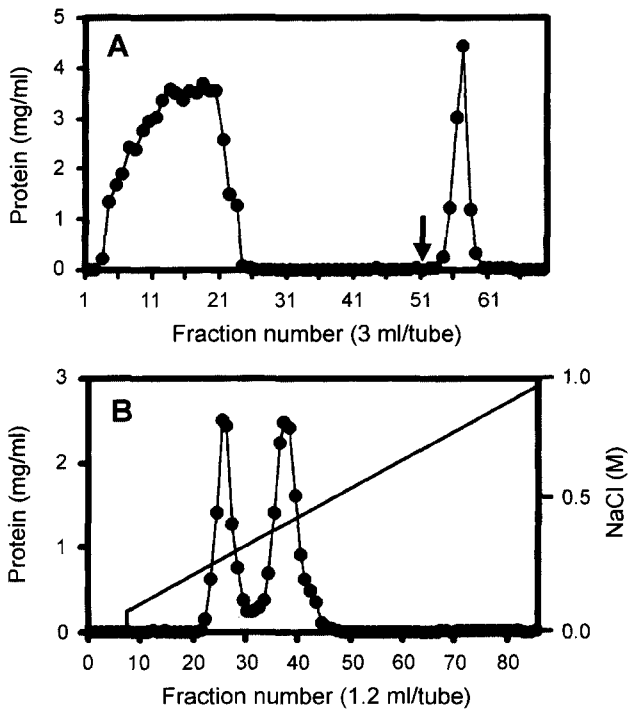 A
Protein (mg/ml)
5
4
3
2
1
0
1 11 21 31 41 51 61
Fraction number (3 ml/tube)
B
Protein (mg/ml)
3
2
1
0
1.0
0.5
0.0
NaCl (M)
0 10 20 30 40 50 60 70 80
Fraction number (1.2 ml/tube)